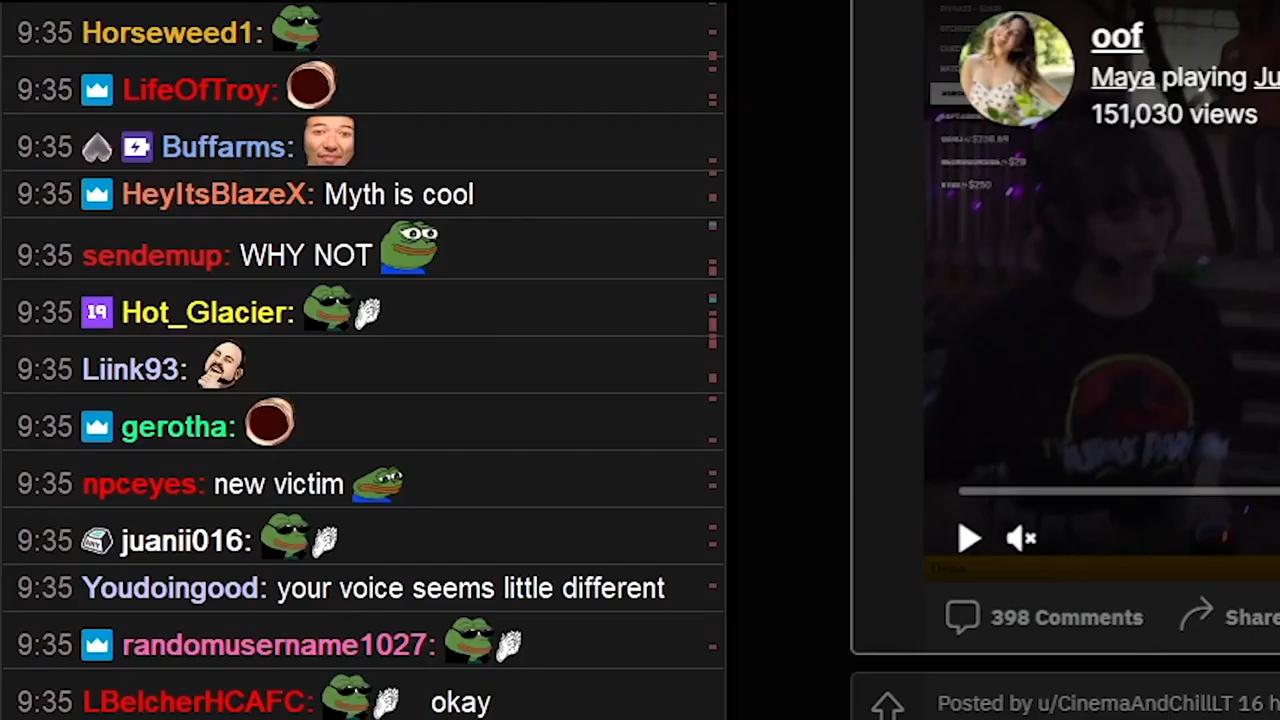 9:35 Horseweed1:
9:35 LifeOfTroy:
9:35 Buffarms:
9:35 HeyItsBlazeX: Myth is cool
9:35 sendemup: WHY NOT
9:35 19 Hot_Glacier:
9:35 Liink93:
9:35 gerotha:
9:35 npceyes: new victim
9:35 juanii016:
9:35 Youdoingood: your voice seems little different
9:35 randomusername1027:
9:35 LBelcherHCAFC: okay
oof
Maya playing Ju
151,030 views
398 Comments
Share
Posted by u/CinemaAndChillLT 16 h